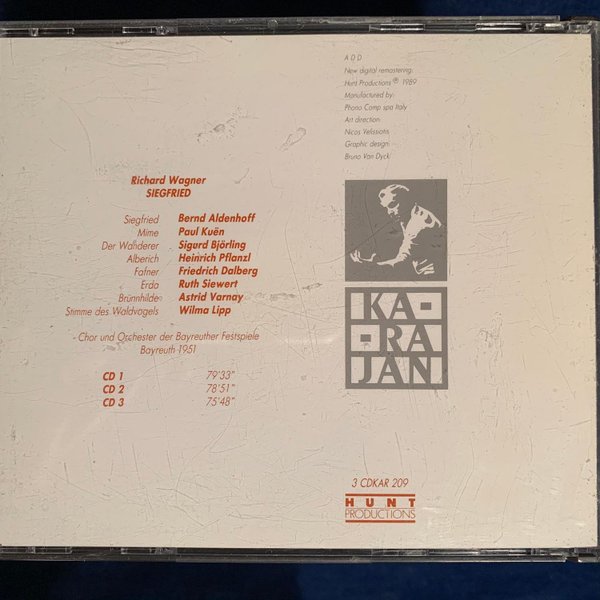 A D D
New digital remastering:
Hunt Productions ℗ 1989
Manufactured by:
Phono Comp spa Italy
Art direction:
Nicos Velissiotis
Graphic design:
Bruno Van Dyck
Richard Wagner
SIEGFRIED
Siegfried Bernd Aldenhoff
Mime Paul Kuën
Der Wanderer Sigurd Björling
Alberich Heinrich Pflanzl
Fafner Friedrich Dalberg
Erda Ruth Siewert
Brünnhilde Astrid Varnay
Stimme des Waldvogels Wilma Lipp
Chor und Orchester der Bayreuther Festspiele
Bayreuth 1951
CD 1 79'33"
CD 2 78'51"
CD 3 75'48"
KA-
-RA-
JAN
3 CDKAR 209
HUNT
PRODUCTIONS